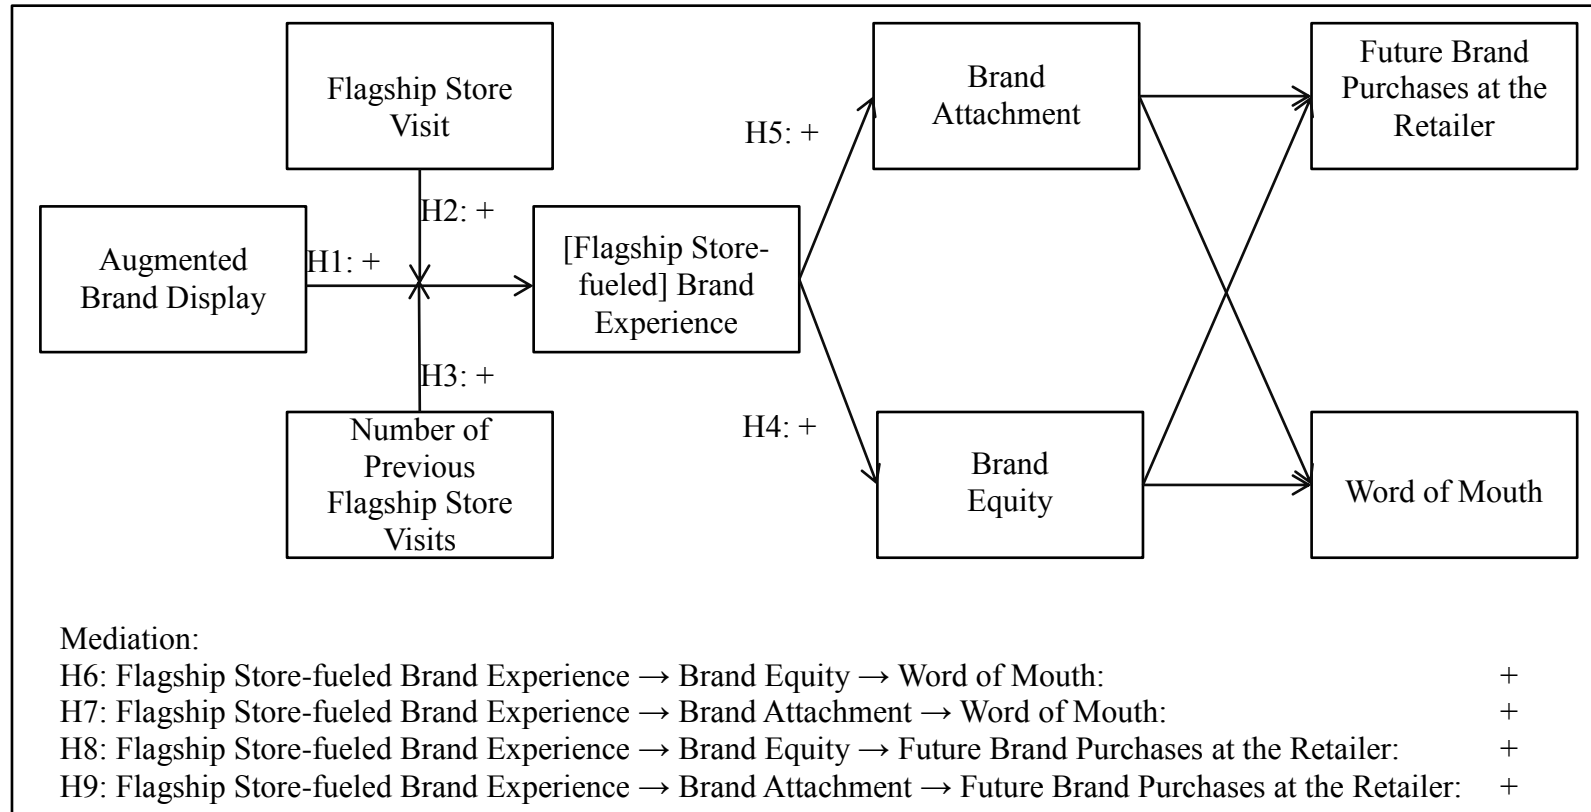 Flagship Store
Visit
Brand
Attachment
Future Brand
Purchases at the
Retailer
H5: +
H2: +
Augmented
Brand Display
H1: +
[Flagship Store-
fueled] Brand
Experience
H3: +
Number of
Previous
Flagship Store
Visits
H4: +
Brand
Equity
Word of Mouth
Mediation:
H6: Flagship Store-fueled Brand Experience → Brand Equity → Word of Mouth: +
H7: Flagship Store-fueled Brand Experience → Brand Attachment → Word of Mouth: +
H8: Flagship Store-fueled Brand Experience → Brand Equity → Future Brand Purchases at the Retailer: +
H9: Flagship Store-fueled Brand Experience → Brand Attachment → Future Brand Purchases at the Retailer: +